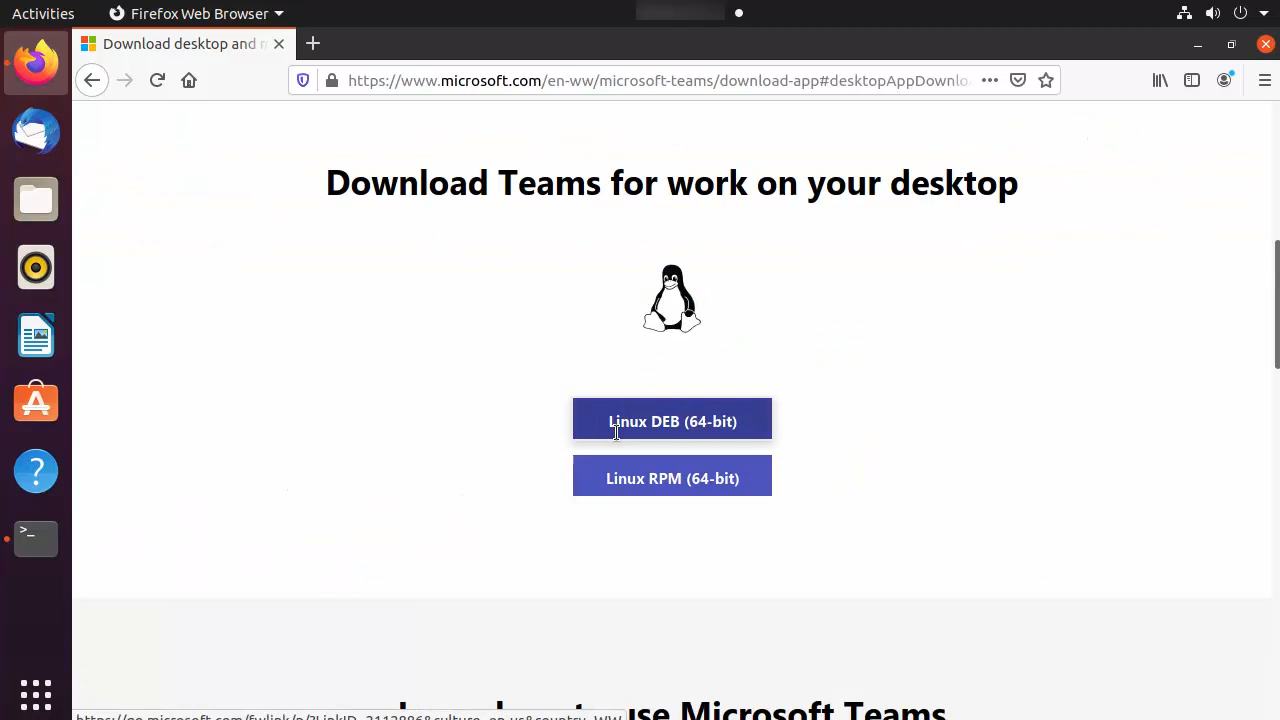 Activities Firefox Web Browser
Download desktop and
https://www.microsoft.com/en-ww/microsoft-teams/download-app#desktopAppDownlo
Download Teams for work on your desktop
Linux DEB (64-bit)
Linux RPM (64-bit)
use Microsoft Teams